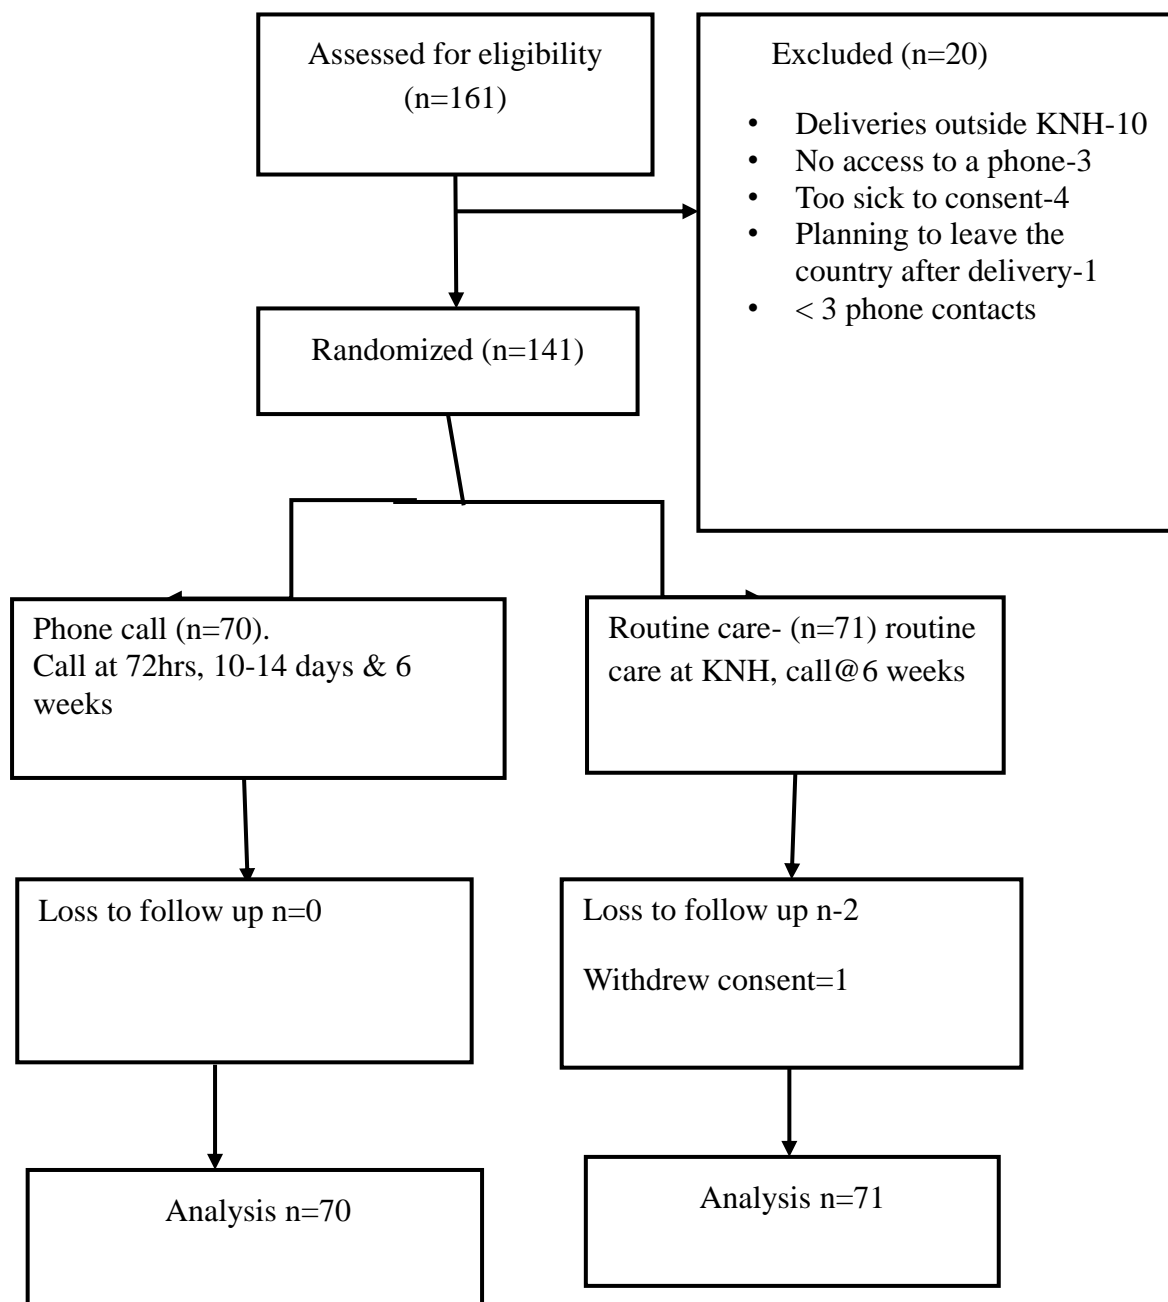 Assessed for eligibility
(n=161)
Excluded (n=20)
• Deliveries outside KNH-10
• No access to a phone-3
• Too sick to consent-4
• Planning to leave the
country after delivery-1
• < 3 phone contacts
Randomized (n=141)
Phone call (n=70).
Call at 72hrs, 10-14 days & 6
weeks
Routine care- (n=71) routine
care at KNH, call@6 weeks
Loss to follow up n=0
Loss to follow up n-2
Withdrew consent=1
Analysis n=70
Analysis n=71